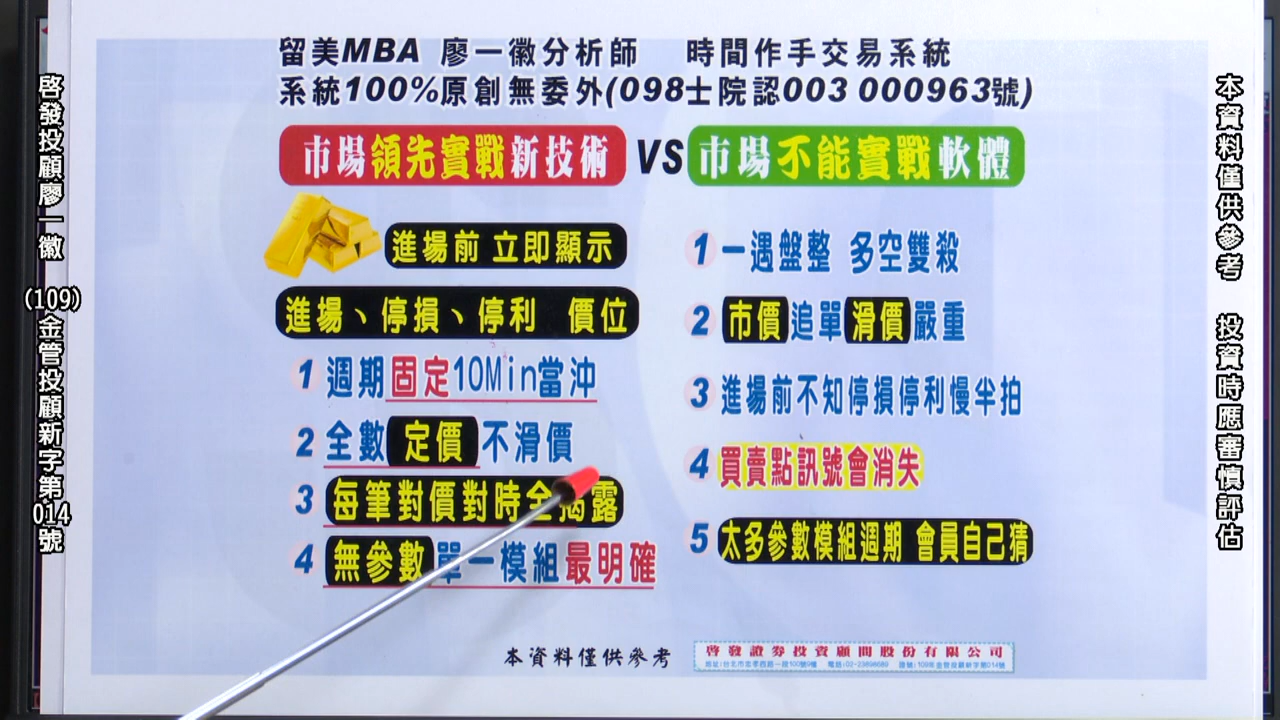 留美MBA 廖一徽分析師 時間作手交易系統
系統100%原創無委外(098士院認003 000963號)
市場領先實戰新技術 VS 市場不能實戰軟體
進場前 立即顯示
進場、停損、停利 價位
1 週期固定10Min當沖
2 全數定價不滑價
3 每筆對價對時全揭露
4 無參數單一模組最明確
1 一遇盤整 多空雙殺
2 市價追單滑價嚴重
3 進場前不知停損停利慢半拍
4 買賣點訊號會消失
5 太多參數模組週期 會員自己猜
本資料僅供參考
啓發證券投資顧問股份有限公司
啓發投顧廖一徽 (109)金管投顧新字第014號
本資料僅供參考 投資時應審慎評估